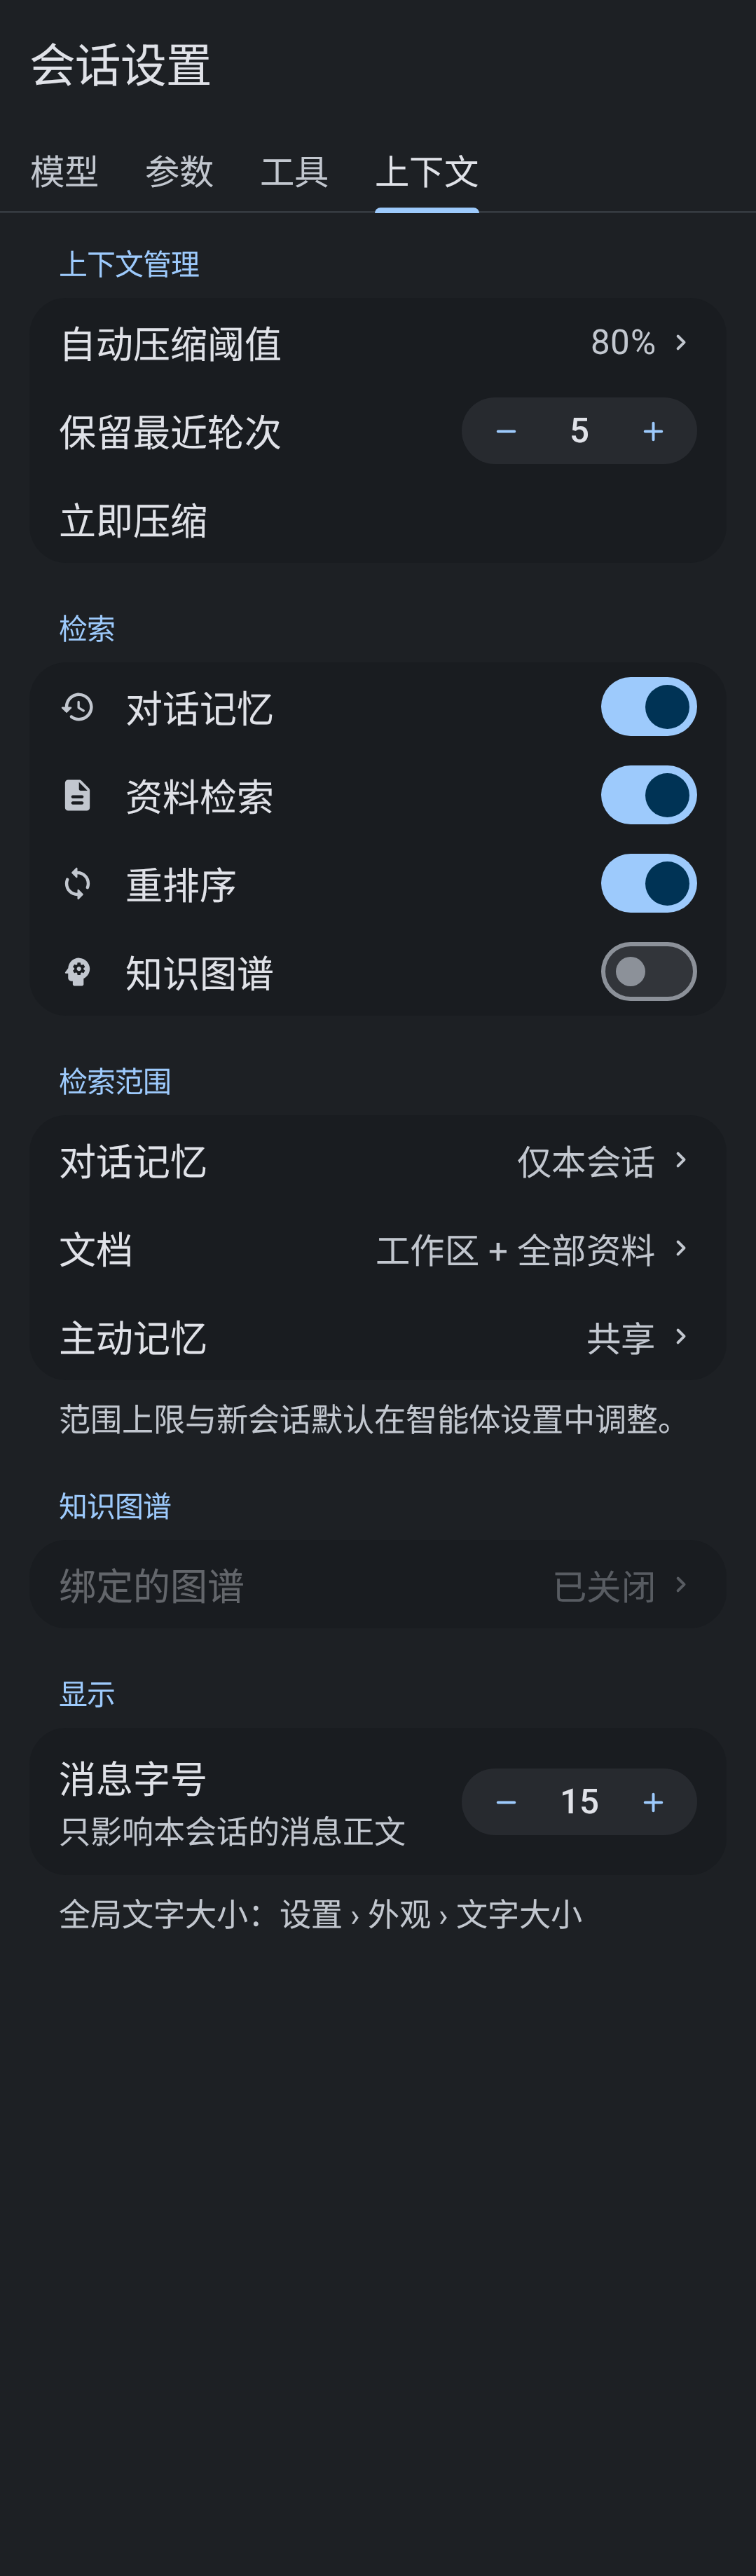 会话设置
模型 参数 工具 上下文
上下文管理
自动压缩阈值 80%
保留最近轮次 − 5 +
立即压缩
检索
对话记忆
资料检索
重排序
知识图谱
检索范围
对话记忆 仅本会话
文档 工作区 + 全部资料
主动记忆 共享
范围上限与新会话默认在智能体设置中调整。
知识图谱
绑定的图谱 已关闭
显示
消息字号 − 15 +
只影响本会话的消息正文
全局文字大小：设置 › 外观 › 文字大小